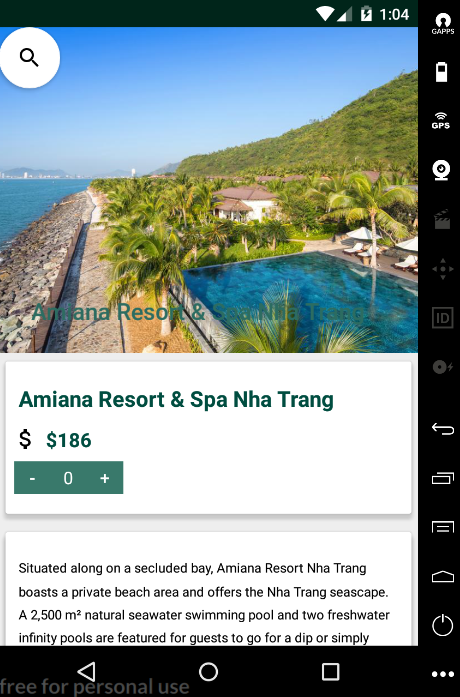 1:04
GAPPS
GPS
Amiana Resort & Spa Nha Trang
ID
Amiana Resort & Spa Nha Trang
$ $186
- 0 +
Situated along on a secluded bay, Amiana Resort Nha Trang
boasts a private beach area and offers the Nha Trang seascape.
A 2,500 m² natural seawater swimming pool and two freshwater
infinity pools are featured for guests to go for a dip or simply
free for personal use